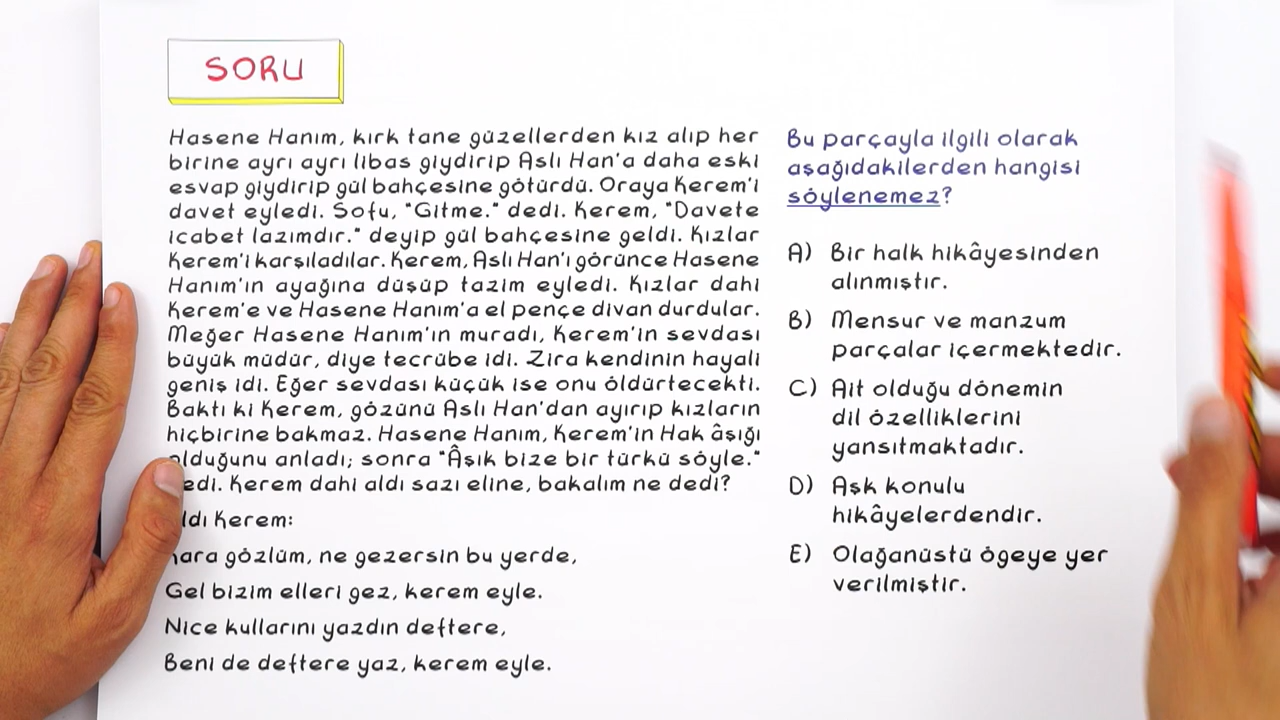 SORU
Hasene Hanım, kırk tane güzellerden kız alıp her
birine ayrı ayrı libas giydirip Aslı Han'a daha eski
esvap giydirip gül bahçesine götürdü. Oraya Kerem'i
davet eyledi. Sofu, "Gitme." dedi. Kerem, "Davete
icabet lazımdır." deyip gül bahçesine geldi. Kızlar
Kerem'i karşıladılar. Kerem, Aslı Han'ı görünce Hasene
Hanım'ın ayağına düşüp tazim eyledi. Kızlar dahi
Kerem'e ve Hasene Hanım'a el pençe divan durdular.
Meğer Hasene Hanım'ın muradı, Kerem'in sevdası
büyük müdür, diye tecrübe idi. Zira kendinin hayali
geniş idi. Eğer sevdası küçük ise onu öldürtecekti.
Baktı ki Kerem, gözünü Aslı Han'dan ayırıp kızların
hiçbirine bakmaz. Hasene Hanım, Kerem'in Hak âşığı
olduğunu anladı; sonra "Âşık bize bir türkü söyle."
edi. Kerem dahi aldı sazı eline, bakalım ne dedi?
ldı Kerem:
Kara gözlüm, ne gezersin bu yerde,
Gel bizim elleri gez, kerem eyle.
Nice kullarını yazdın deftere,
Beni de deftere yaz, kerem eyle.
Bu parçayla ilgili olarak
aşağıdakilerden hangisi
söylenemez?
A) Bir halk hikâyesinden
alınmıştır.
B) Mensur ve manzum
parçalar içermektedir.
C) Ait olduğu dönemin
dil özelliklerini
yansıtmaktadır.
D) Aşk konulu
hikâyelerdendir.
E) Olağanüstü ögeye yer
verilmiştir.